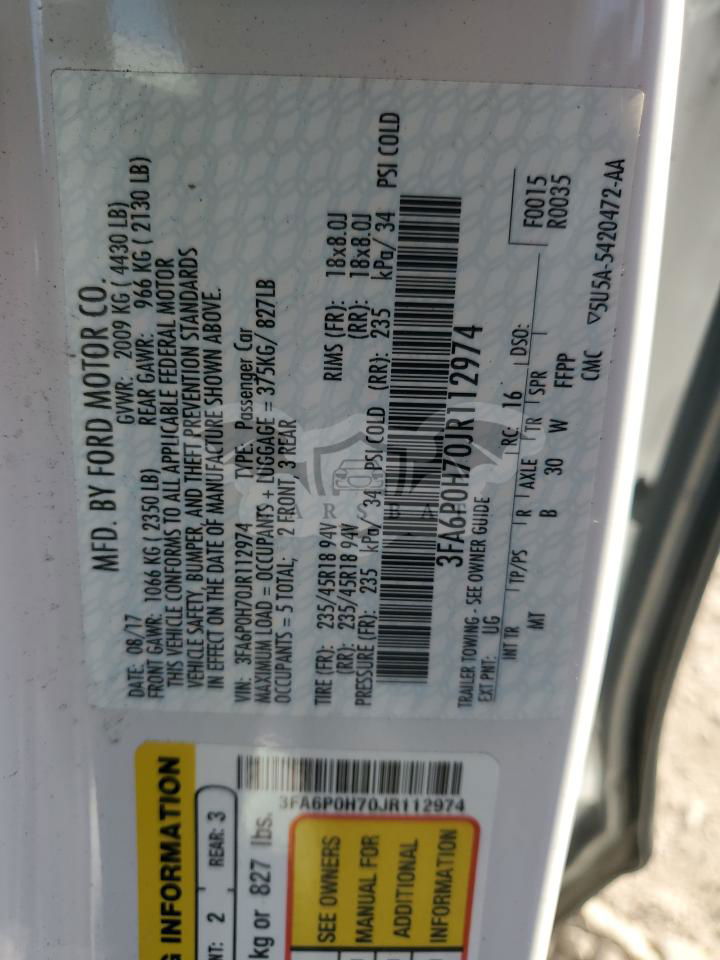 MFD. BY FORD MOTOR CO.
DATE: 08/17 GVWR: 2009 KG ( 4430 LB)
FRONT GAWR: 1066 KG ( 2350 LB) REAR GAWR: 966 KG ( 2130 LB)
THIS VEHICLE CONFORMS TO ALL APPLICABLE FEDERAL MOTOR
VEHICLE SAFETY, BUMPER, AND THEFT PREVENTION STANDARDS
IN EFFECT ON THE DATE OF MANUFACTURE SHOWN ABOVE.
VIN: 3FA6P0H70JR112974 TYPE: Passenger Car
MAXIMUM LOAD = OCCUPANTS + LUGGAGE = 375KG/ 827LB
OCCUPANTS = 5 TOTAL; 2 FRONT 3 REAR
TIRE (FR): 235/45R18 94V RIMS (FR): 18x8.0J
(RR): 235/45R18 94V (RR): 18x8.0J
PRESSURE (FR): 235 kPa/ 34 PSI COLD (RR): 235 kPa/ 34 PSI COLD
3FA6P0H70JR112974
TRAILER TOWING - SEE OWNER GUIDE
EXT PNT: UG RC: 16 DSO: F0015
R0035
INT TR TP/PS R AXLE TR SPR
MT B 30 W FFPP
CMC ▽5U5A-5420472-AA
INFORMATION
2 REAR: 3
kg or 827 lbs.
3FA6P0H70JR112974
SEE OWNERS
MANUAL FOR
ADDITIONAL
INFORMATION